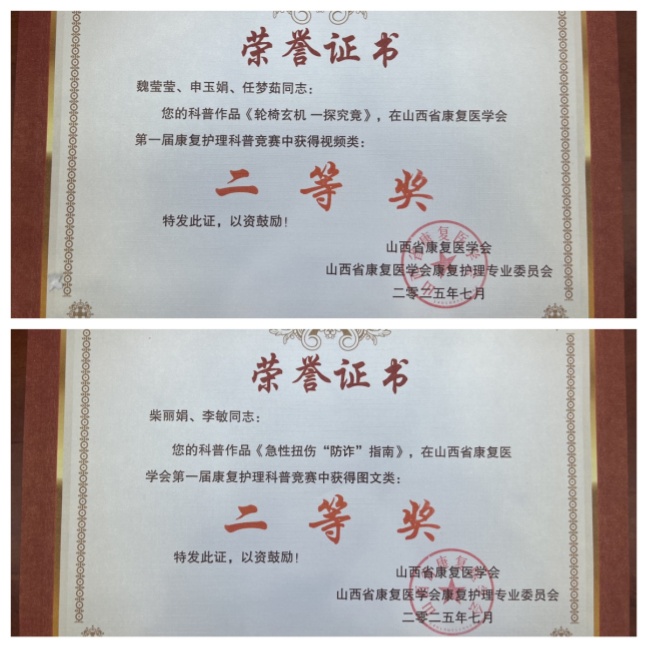 荣誉证书
魏莹莹、申玉娟、任梦茹同志：
您的科普作品《轮椅玄机 一探究竟》，在山西省康复医学会
第一届康复护理科普竞赛中获得视频类：
二等奖
特发此证，以资鼓励！
山西省康复医学会
山西省康复医学会康复护理专业委员会
二零二五年七月
荣誉证书
柴丽娟、李敏同志：
您的科普作品《急性扭伤“防诈”指南》，在山西省康复医
学会第一届康复护理科普竞赛中获得图文类：
二等奖
特发此证，以资鼓励！
山西省康复医学会
山西省康复医学会康复护理专业委员会
二零二五年七月